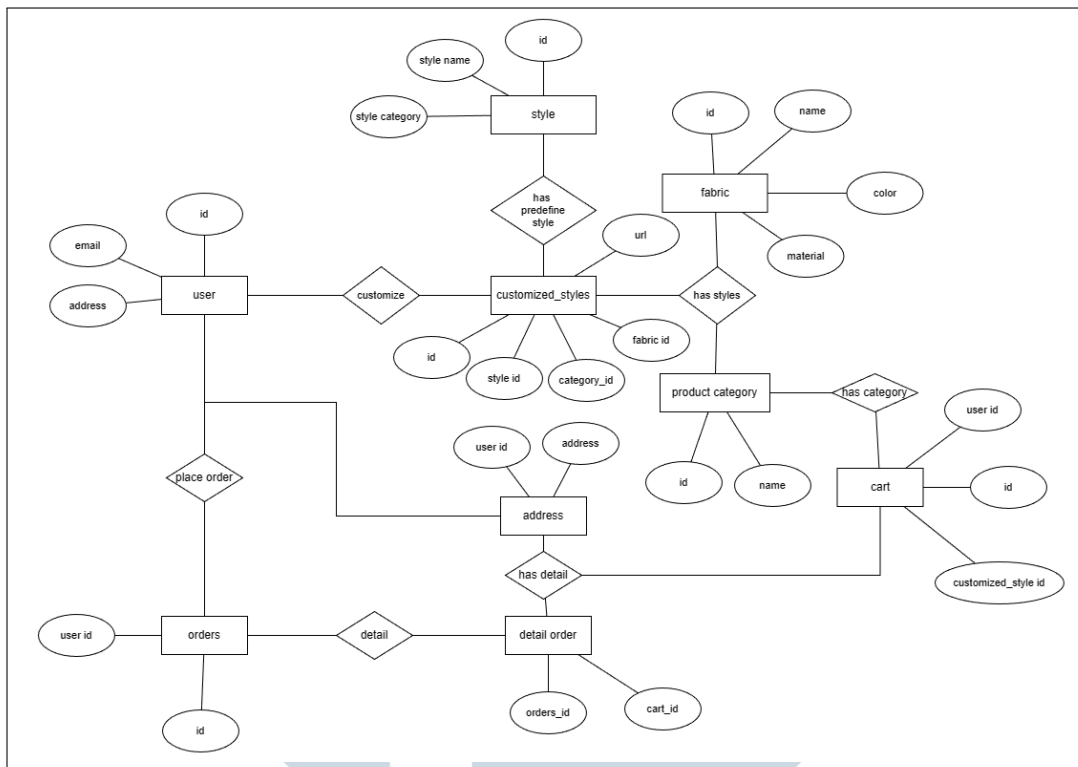 id
style name
style category
style
id
name
fabric
color
material
has
predefine
style
url
id
email
address
user
customize
customized_styles
has styles
id
style id
category_id
fabric id
product category
has category
user id
id
name
cart
id
customized_style id
user id
address
address
place order
has detail
user id
orders
detail
detail order
id
orders_id
cart_id